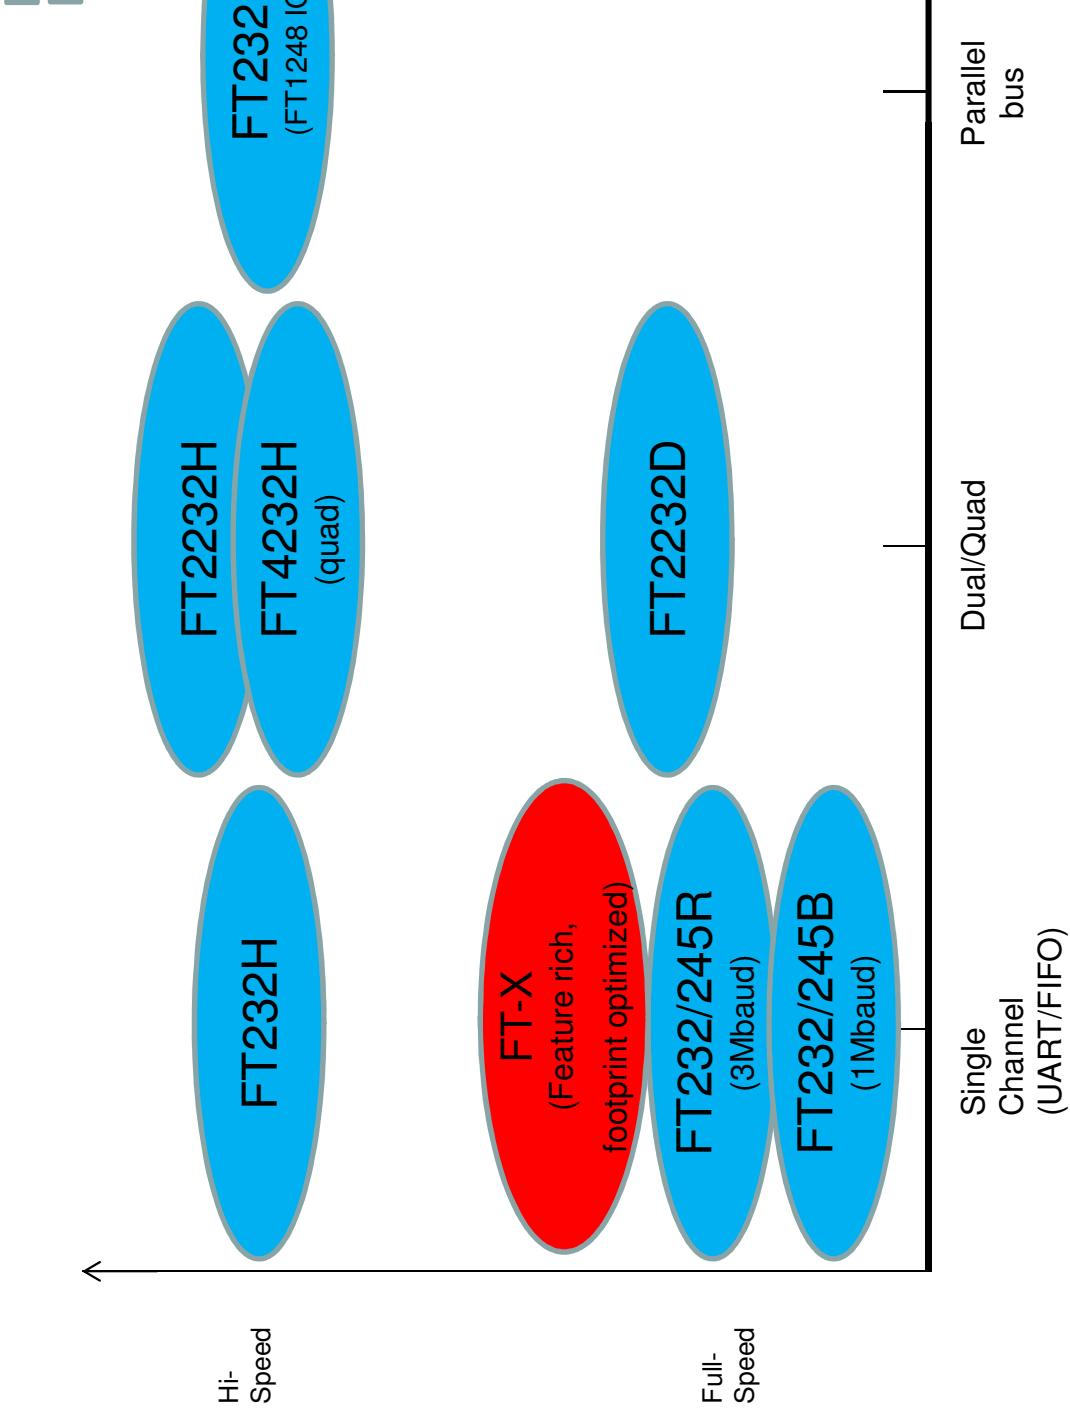 Hi-
Speed
FT232H
FT2232H
FT4232H
(quad)
FT232
(FT1248
Full-
Speed
FT-X
(Feature rich,
footprint optimized)
FT232/245R
(3Mbaud)
FT232/245B
(1Mbaud)
FT2232D
Single
Channel
(UART/FIFO)
Dual/Quad
Parallel
bus